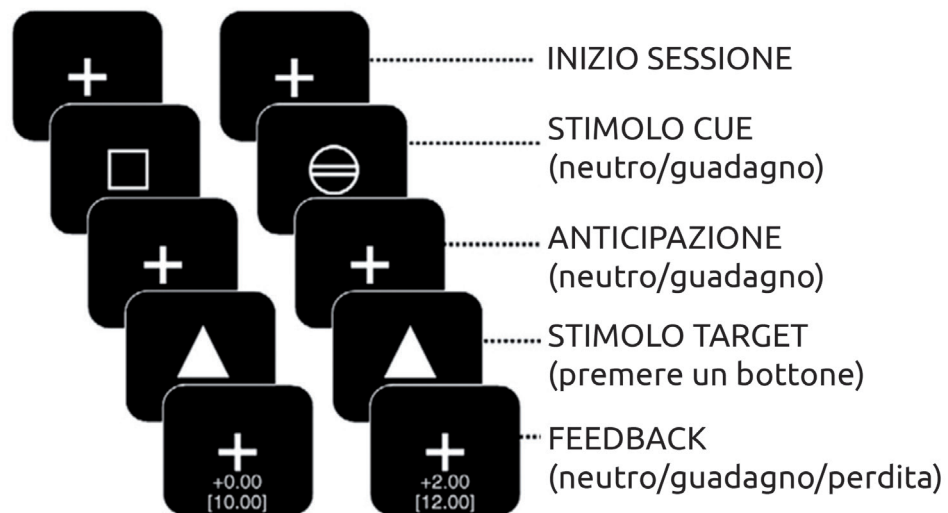 INIZIO SESSIONE
STIMOLO CUE
(neutro/guadagno)
ANTICIPAZIONE
(neutro/guadagno)
STIMOLO TARGET
(premere un bottone)
FEEDBACK
(neutro/guadagno/perdita)
+0.00
[10.00]
+2.00
[12.00]